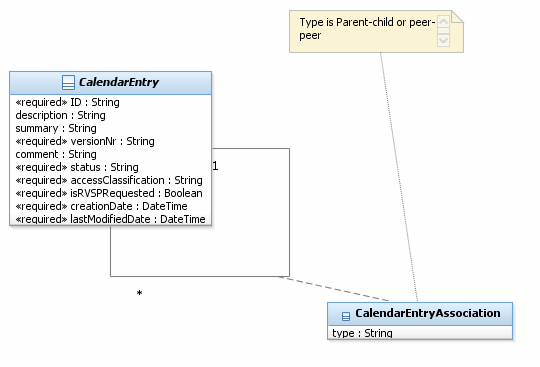 Type is Parent-child or peer-
peer
CalendarEntry
«required» ID : String
description : String
summary : String
«required» versionNr : String
comment : String
«required» status : String
«required» accessClassification : String
«required» isRVSPRequested : Boolean
«required» creationDate : DateTime
«required» lastModifiedDate : DateTime
1
*
CalendarEntryAssociation
type : String